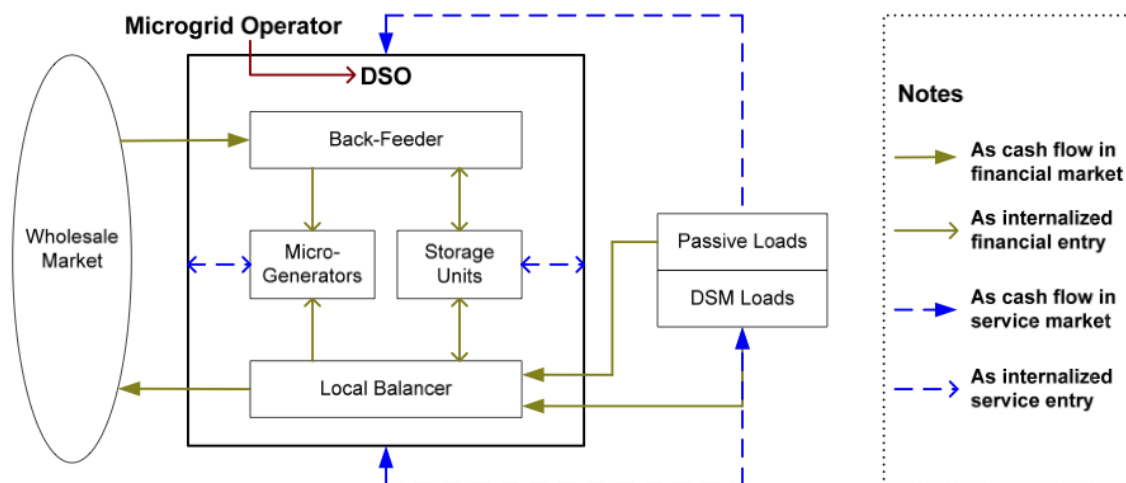 Microgrid Operator
DSO
Back-Feeder
Wholesale
Market
Micro-
Generators
Storage
Units
Local Balancer
Passive Loads
DSM Loads
Notes
As cash flow in
financial market
As internalized
financial entry
As cash flow in
service market
As internalized
service entry